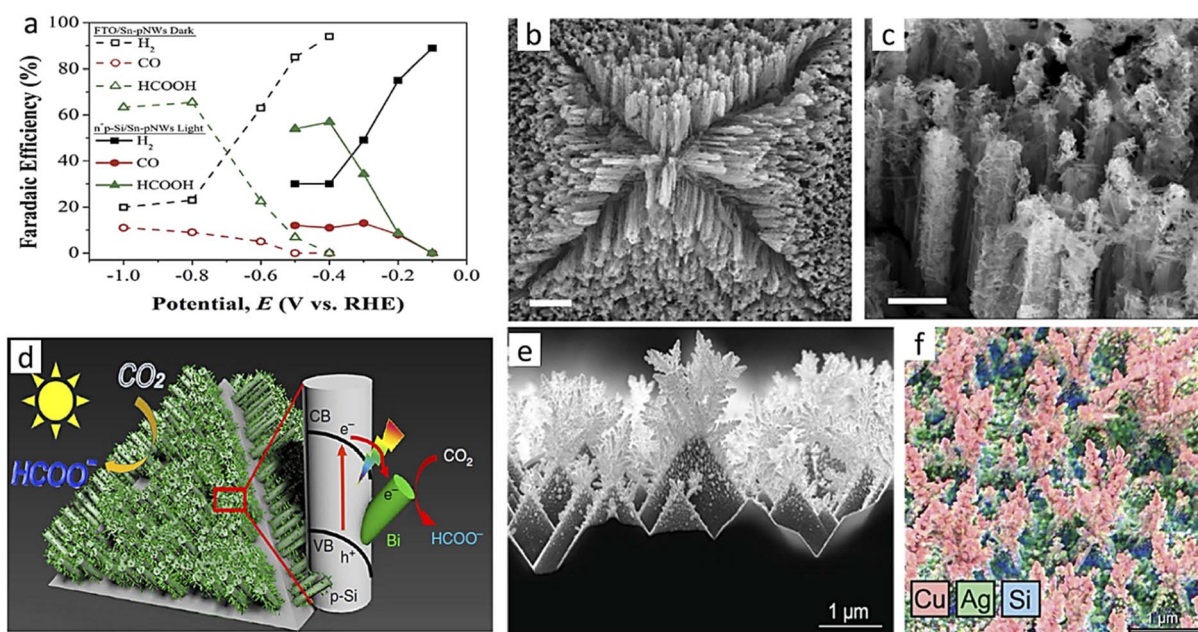 a
Faradaic Efficiency (%)
100
80
60
40
20
0
FTO/Sn-pNWs Dark
H₂
CO
HCOOH
n⁺p-Si/Sn-pNWs Light
H₂
CO
HCOOH
-1.0 -0.8 -0.6 -0.4 -0.2 0.0
Potential, E (V vs. RHE)
b
c
d
CO₂
HCOO⁻
CB
e⁻
e⁻
CO₂
HCOO⁻
Bi
VB
h⁺
p-Si
e
1 µm
f
Cu Ag Si
1 µm